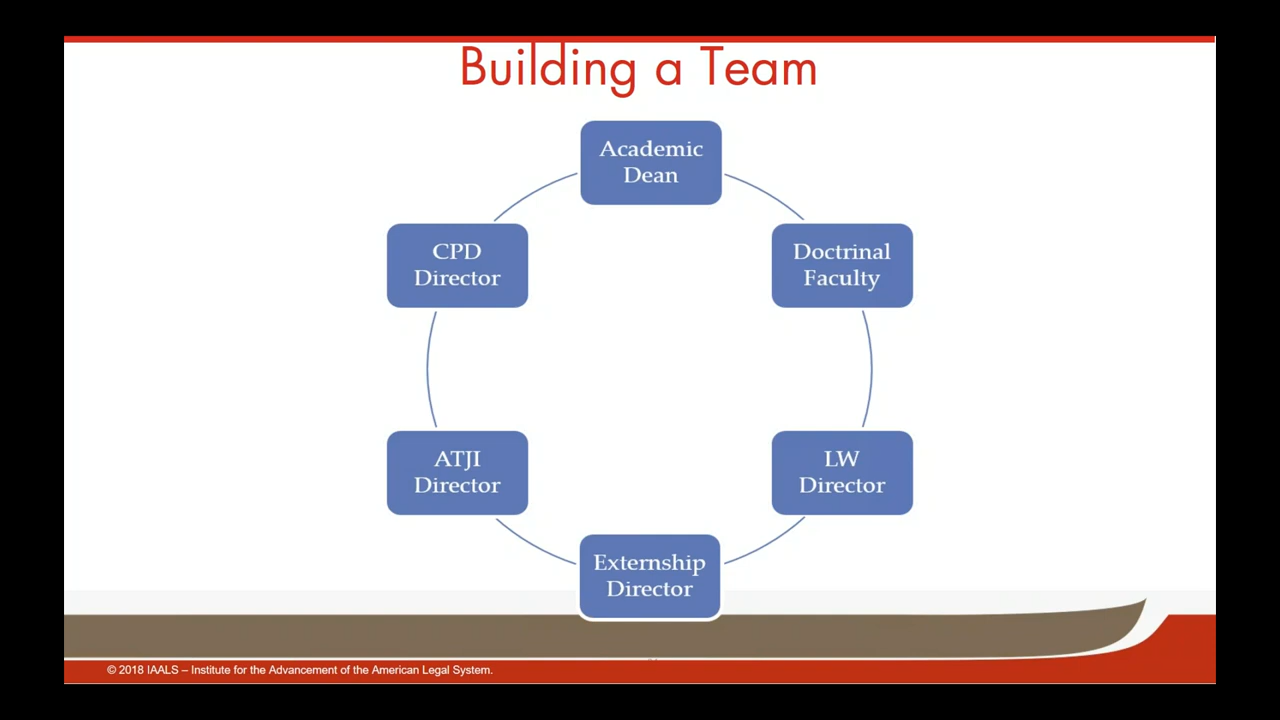 Building a Team
Academic
Dean
CPD
Director
Doctrinal
Faculty
ATJI
Director
LW
Director
Externship
Director
© 2018 IAALS – Institute for the Advancement of the American Legal System.